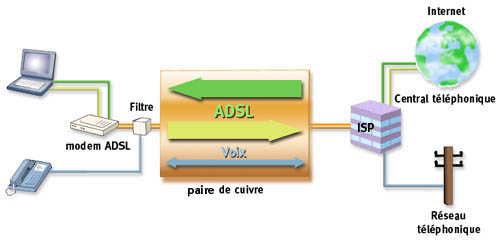 Internet
Filtre
ADSL
Central téléphonique
modem ADSL
ISP
Voix
paire de cuivre
Réseau
téléphonique